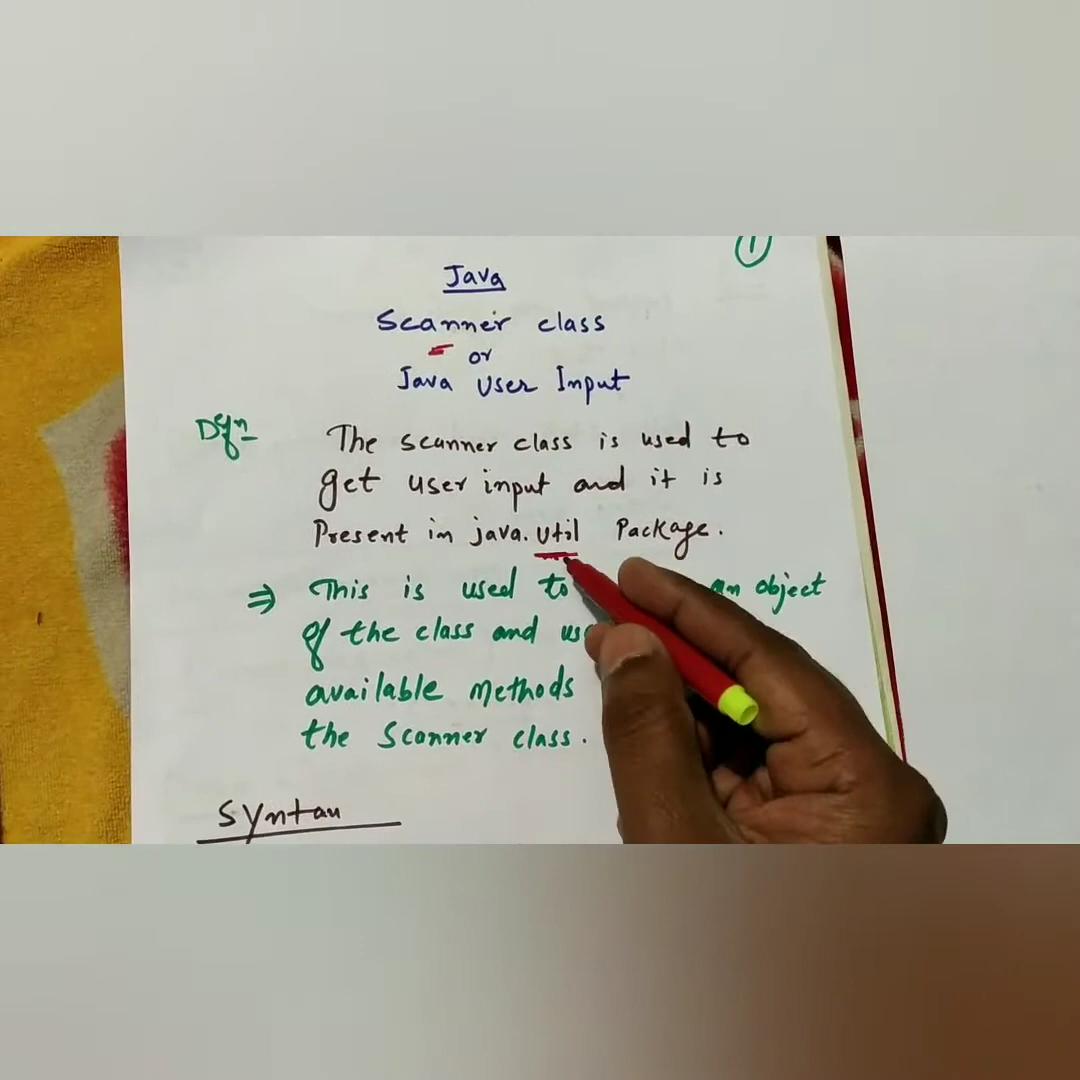 1
Java
Scanner class
or
Java User Input
Defn
The scanner class is used to
get user input and it is
Present in java.util Package.
⇒ This is used to an object
of the class and
available methods
the Scanner class.
Syntax